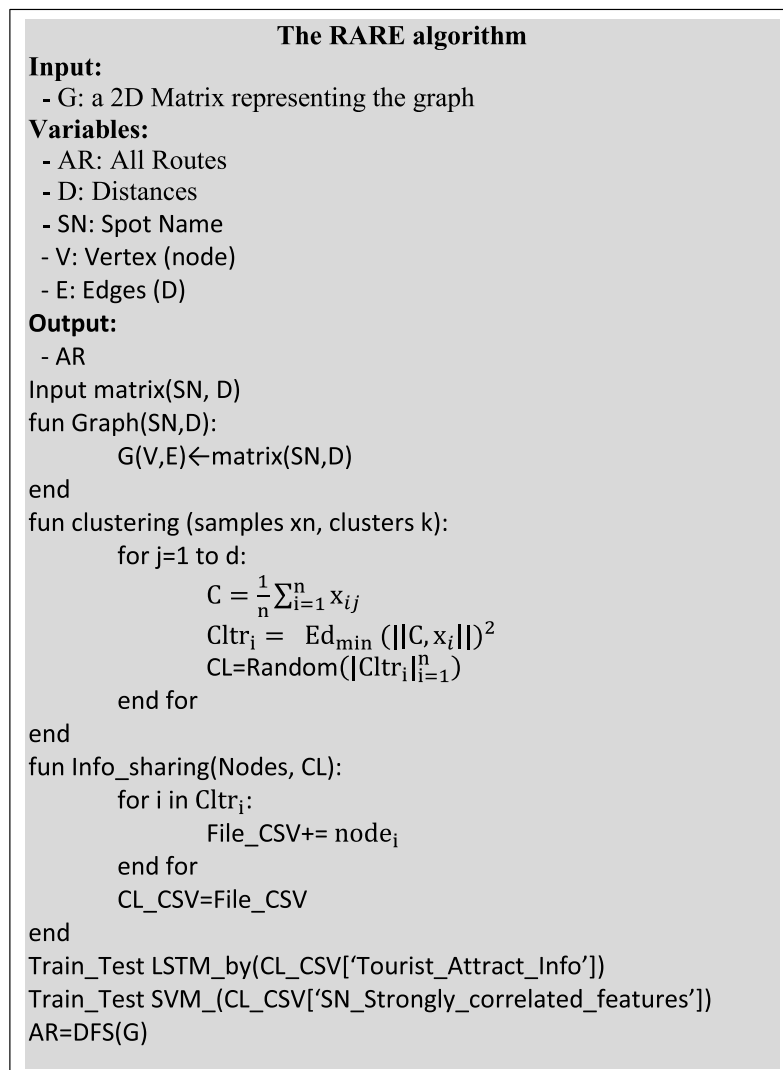 The RARE algorithm
Input:
- G: a 2D Matrix representing the graph
Variables:
- AR: All Routes
- D: Distances
- SN: Spot Name
- V: Vertex (node)
- E: Edges (D)
Output:
- AR
Input matrix(SN, D)
fun Graph(SN,D):
G(V,E)←matrix(SN,D)
end
fun clustering (samples xn, clusters k):
for j=1 to d:
C = 1/n ∑ⁿᵢ₌₁ xᵢⱼ
Cltrᵢ = Ed_min (||C, xᵢ||)²
CL=Random(|Cltrᵢ|ⁿᵢ₌₁)
end for
end
fun Info_sharing(Nodes, CL):
for i in Cltrᵢ:
File_CSV+= nodeᵢ
end for
CL_CSV=File_CSV
end
Train_Test LSTM_by(CL_CSV[‘Tourist_Attract_Info’])
Train_Test SVM_(CL_CSV[‘SN_Strongly_correlated_features’])
AR=DFS(G)